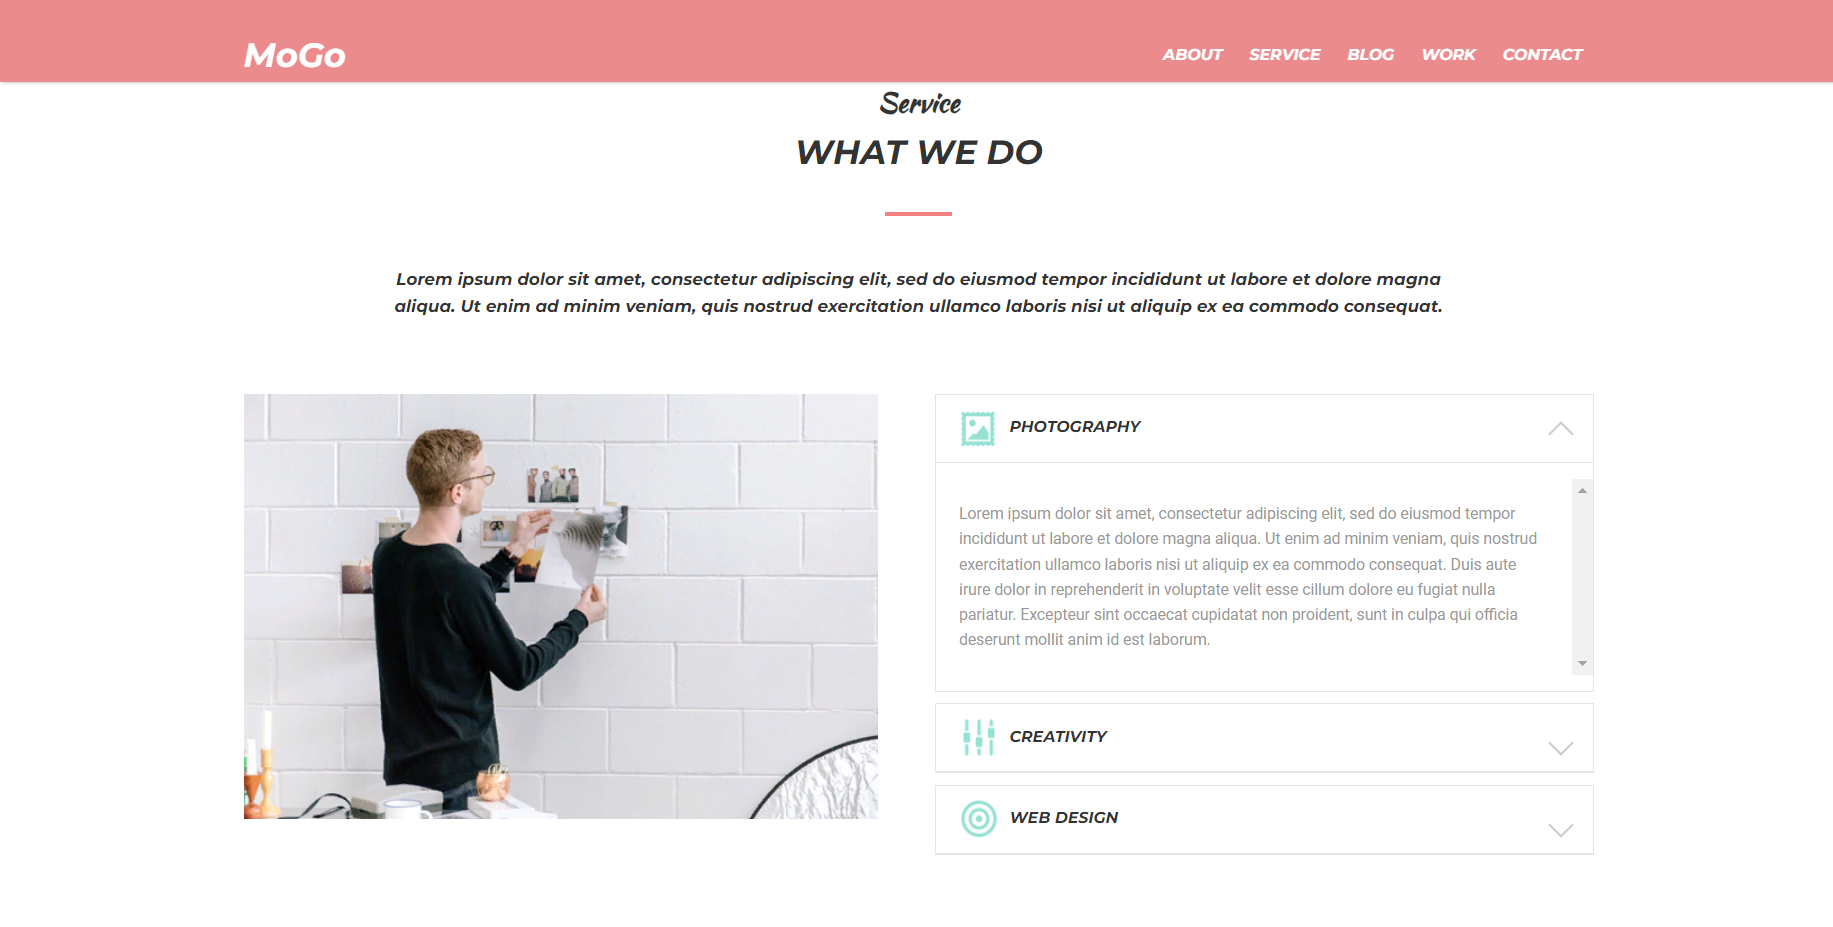 MoGo
ABOUT SERVICE BLOG WORK CONTACT
Service
WHAT WE DO
Lorem ipsum dolor sit amet, consectetur adipiscing elit, sed do eiusmod tempor incididunt ut labore et dolore magna
aliqua. Ut enim ad minim veniam, quis nostrud exercitation ullamco laboris nisi ut aliquip ex ea commodo consequat.
PHOTOGRAPHY
Lorem ipsum dolor sit amet, consectetur adipiscing elit, sed do eiusmod tempor
incididunt ut labore et dolore magna aliqua. Ut enim ad minim veniam, quis nostrud
exercitation ullamco laboris nisi ut aliquip ex ea commodo consequat. Duis aute
irure dolor in reprehenderit in voluptate velit esse cillum dolore eu fugiat nulla
pariatur. Excepteur sint occaecat cupidatat non proident, sunt in culpa qui officia
deserunt mollit anim id est laborum.
CREATIVITY
WEB DESIGN